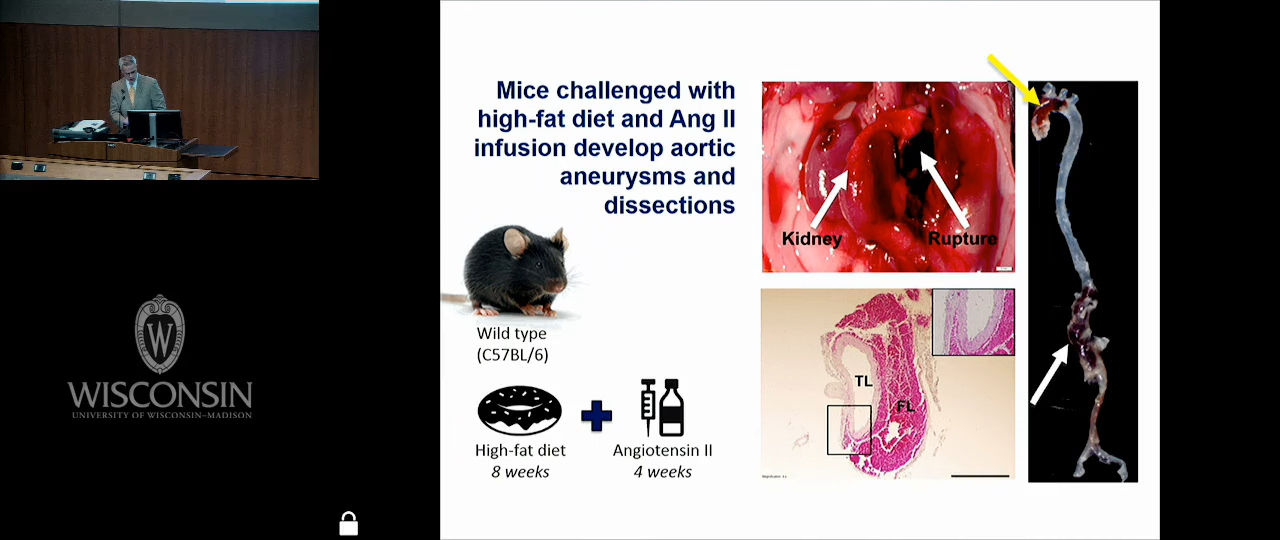 Mice challenged with
high-fat diet and Ang II
infusion develop aortic
aneurysms and
dissections
Wild type
(C57BL/6)
High-fat diet
8 weeks
Angiotensin II
4 weeks
Kidney
Rupture
TL
FL
W
WISCONSIN
UNIVERSITY OF WISCONSIN–MADISON